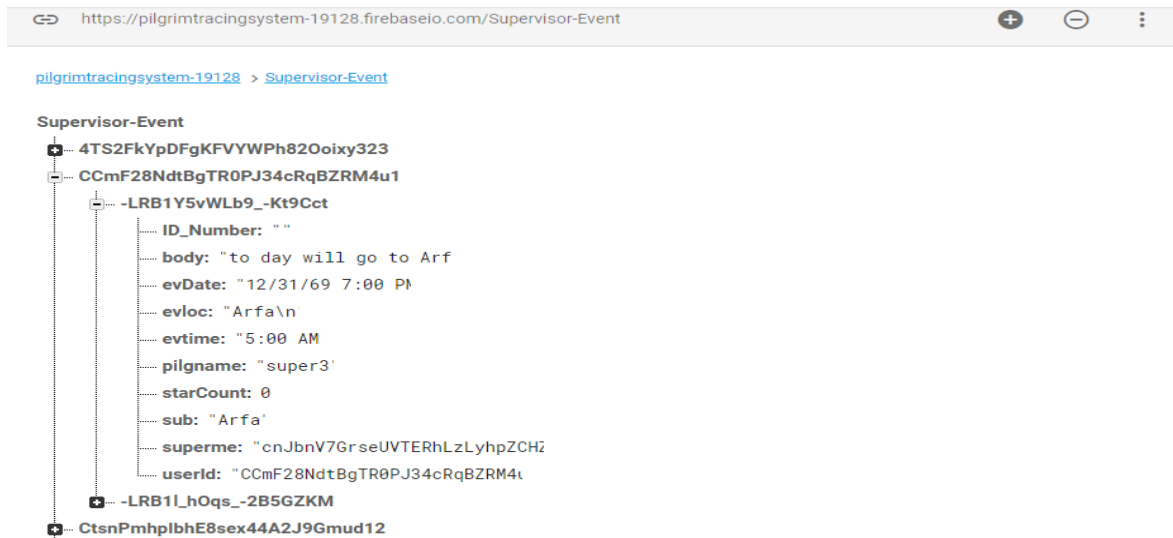 https://pilgrimtracingsystem-19128.firebaseio.com/Supervisor-Event
pilgrimtracingsystem-19128 > Supervisor-Event
Supervisor-Event
4TS2FkYpDFgKFVYWPh82Ooixy323
CCmF28NdtBgTR0PJ34cRqBZRM4u1
-LRB1Y5vWLb9_-Kt9Cct
ID_Number: ""
body: "to day will go to Arf
evDate: "12/31/69 7:00 PM
evloc: "Arfa\n
evtime: "5:00 AM
pilgname: "super3"
starCount: 0
sub: "Arfa"
superme: "cnJbnV7GrseUVTERhLzLyhpZCHZ
userId: "CCmF28NdtBgTR0PJ34cRqBZRM4u
-LRB1l_hOqs_-2B5GZKM
CtsnPmhplbhE8sex44A2J9Gmud12